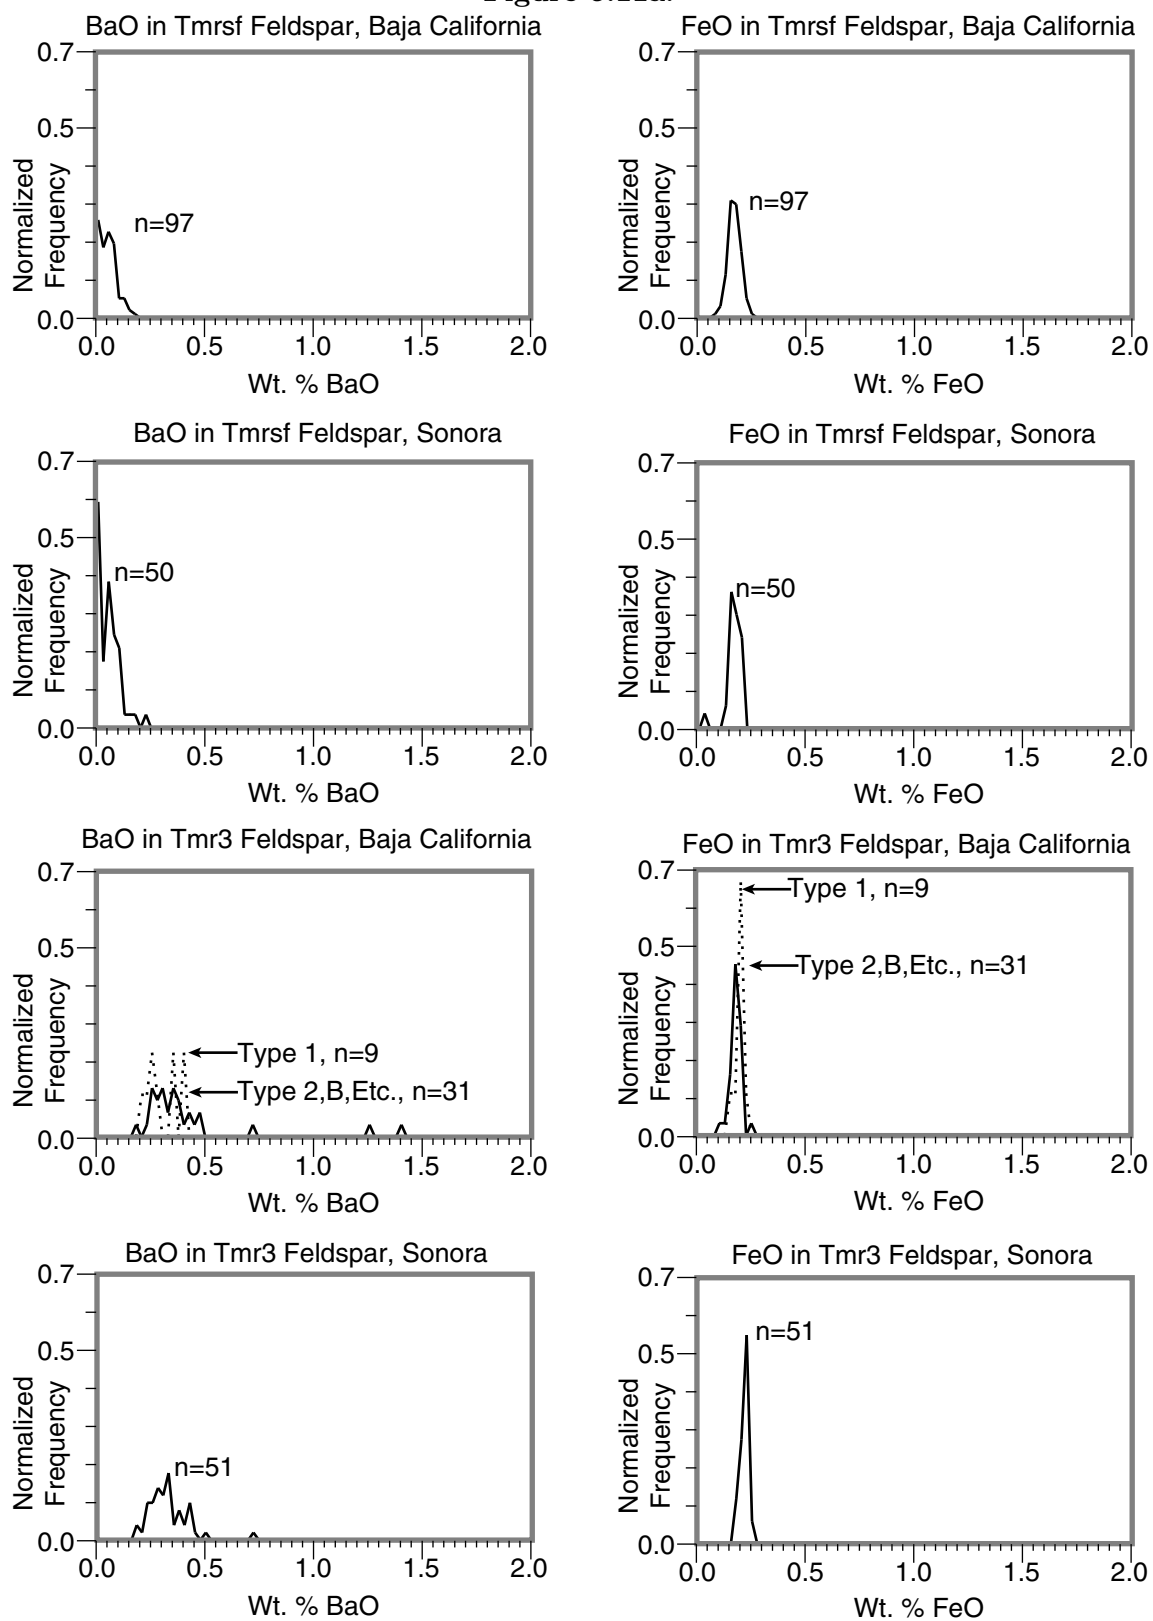 BaO in Tmrsf Feldspar, Baja California
0.7
0.5
0.0
Normalized
Frequency
n=97
0.0 0.5 1.0 1.5 2.0
Wt. % BaO
FeO in Tmrsf Feldspar, Baja California
0.7
0.5
0.0
Normalized
Frequency
n=97
0.0 0.5 1.0 1.5 2.0
Wt. % FeO
BaO in Tmrsf Feldspar, Sonora
0.7
0.5
0.0
Normalized
Frequency
n=50
0.0 0.5 1.0 1.5 2.0
Wt. % BaO
FeO in Tmrsf Feldspar, Sonora
0.7
0.5
0.0
Normalized
Frequency
n=50
0.0 0.5 1.0 1.5 2.0
Wt. % FeO
BaO in Tmr3 Feldspar, Baja California
0.7
0.5
0.0
Normalized
Frequency
Type 1, n=9
Type 2,B,Etc., n=31
0.0 0.5 1.0 1.5 2.0
Wt. % BaO
FeO in Tmr3 Feldspar, Baja California
0.7
0.5
0.0
Normalized
Frequency
Type 1, n=9
Type 2,B,Etc., n=31
0.0 0.5 1.0 1.5 2.0
Wt. % FeO
BaO in Tmr3 Feldspar, Sonora
0.7
0.5
0.0
Normalized
Frequency
n=51
0.0 0.5 1.0 1.5 2.0
Wt. % BaO
FeO in Tmr3 Feldspar, Sonora
0.7
0.5
0.0
Normalized
Frequency
n=51
0.0 0.5 1.0 1.5 2.0
Wt. % FeO